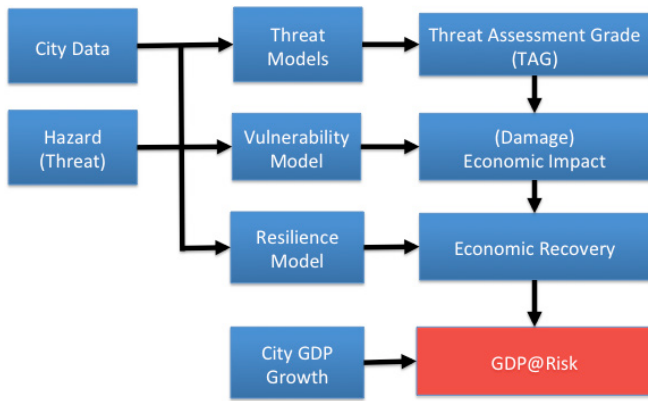 City Data
Threat
Models
Threat Assessment Grade
(TAG)
Hazard
(Threat)
Vulnerability
Model
(Damage)
Economic Impact
Resilience
Model
Economic Recovery
City GDP
Growth
GDP@Risk